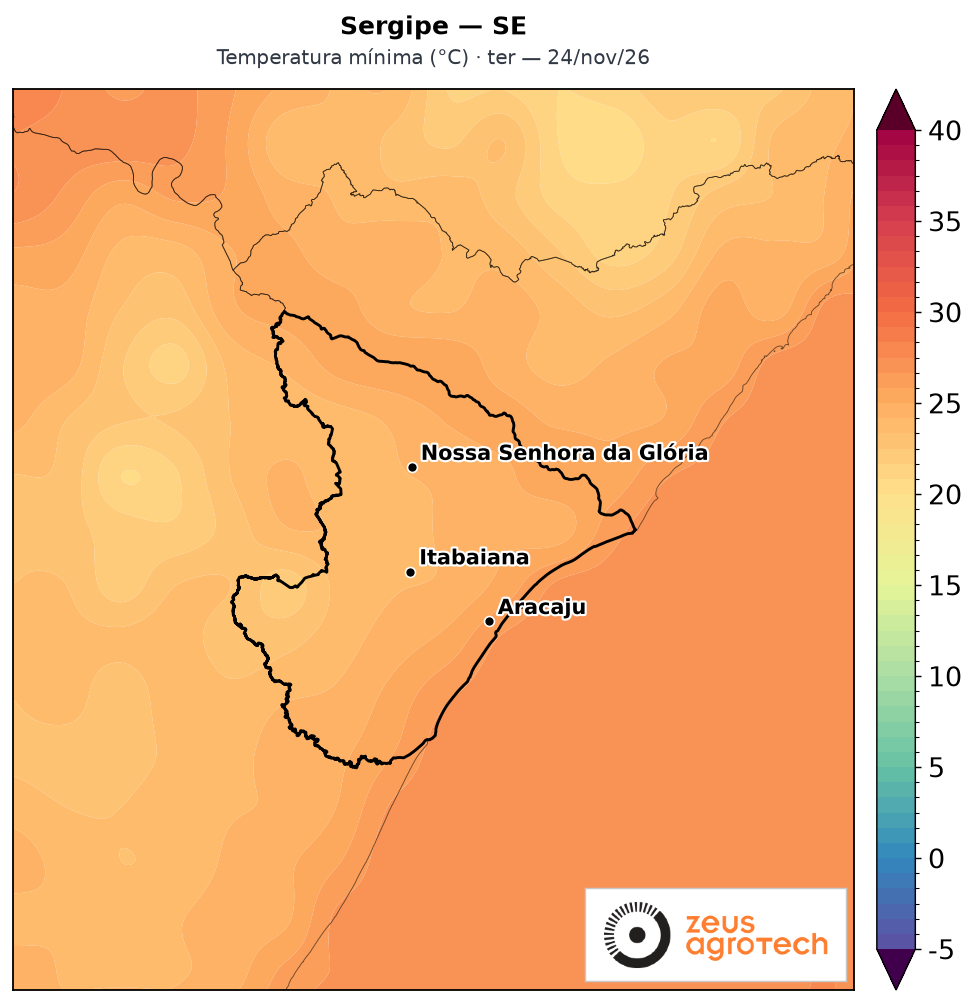 Sergipe — SE
Temperatura mínima (°C) · ter — 24/nov/26
40
35
30
25
20
15
10
5
0
-5
Nossa Senhora da Glória
Itabaiana
Aracaju
zeus
agrotech